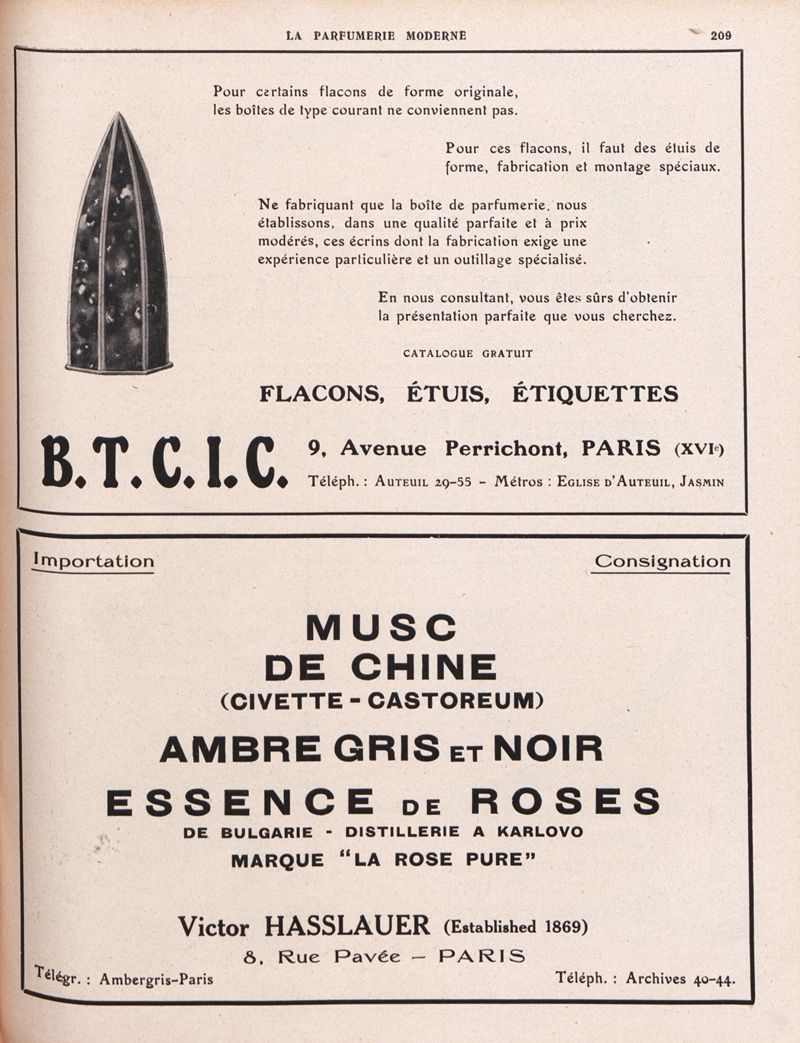 LA PARFUMERIE MODERNE 209
Pour certains flacons de forme originale,
les boîtes de type courant ne conviennent pas.
Pour ces flacons, il faut des étuis de
forme, fabrication et montage spéciaux.
Ne fabriquant que la boîte de parfumerie, nous
établissons, dans une qualité parfaite et à prix
modérés, ces écrins dont la fabrication exige une
expérience particulière et un outillage spécialisé.
En nous consultant, vous êtes sûrs d'obtenir
la présentation parfaite que vous cherchez.
CATALOGUE GRATUIT
FLACONS, ÉTUIS, ÉTIQUETTES
B.T.C.I.C.
9, Avenue Perrichont, PARIS (XVIe)
Téléph. : AUTEUIL 29-55 - Métros : EGLISE D'AUTEUIL, JASMIN
Importation Consignation
MUSC
DE CHINE
(CIVETTE - CASTOREUM)
AMBRE GRIS ET NOIR
ESSENCE DE ROSES
DE BULGARIE - DISTILLERIE A KARLOVO
MARQUE "LA ROSE PURE"
Victor HASSLAUER (Established 1869)
8, Rue Pavée — PARIS
Télégr. : Ambergris-Paris Téléph. : Archives 40-44.